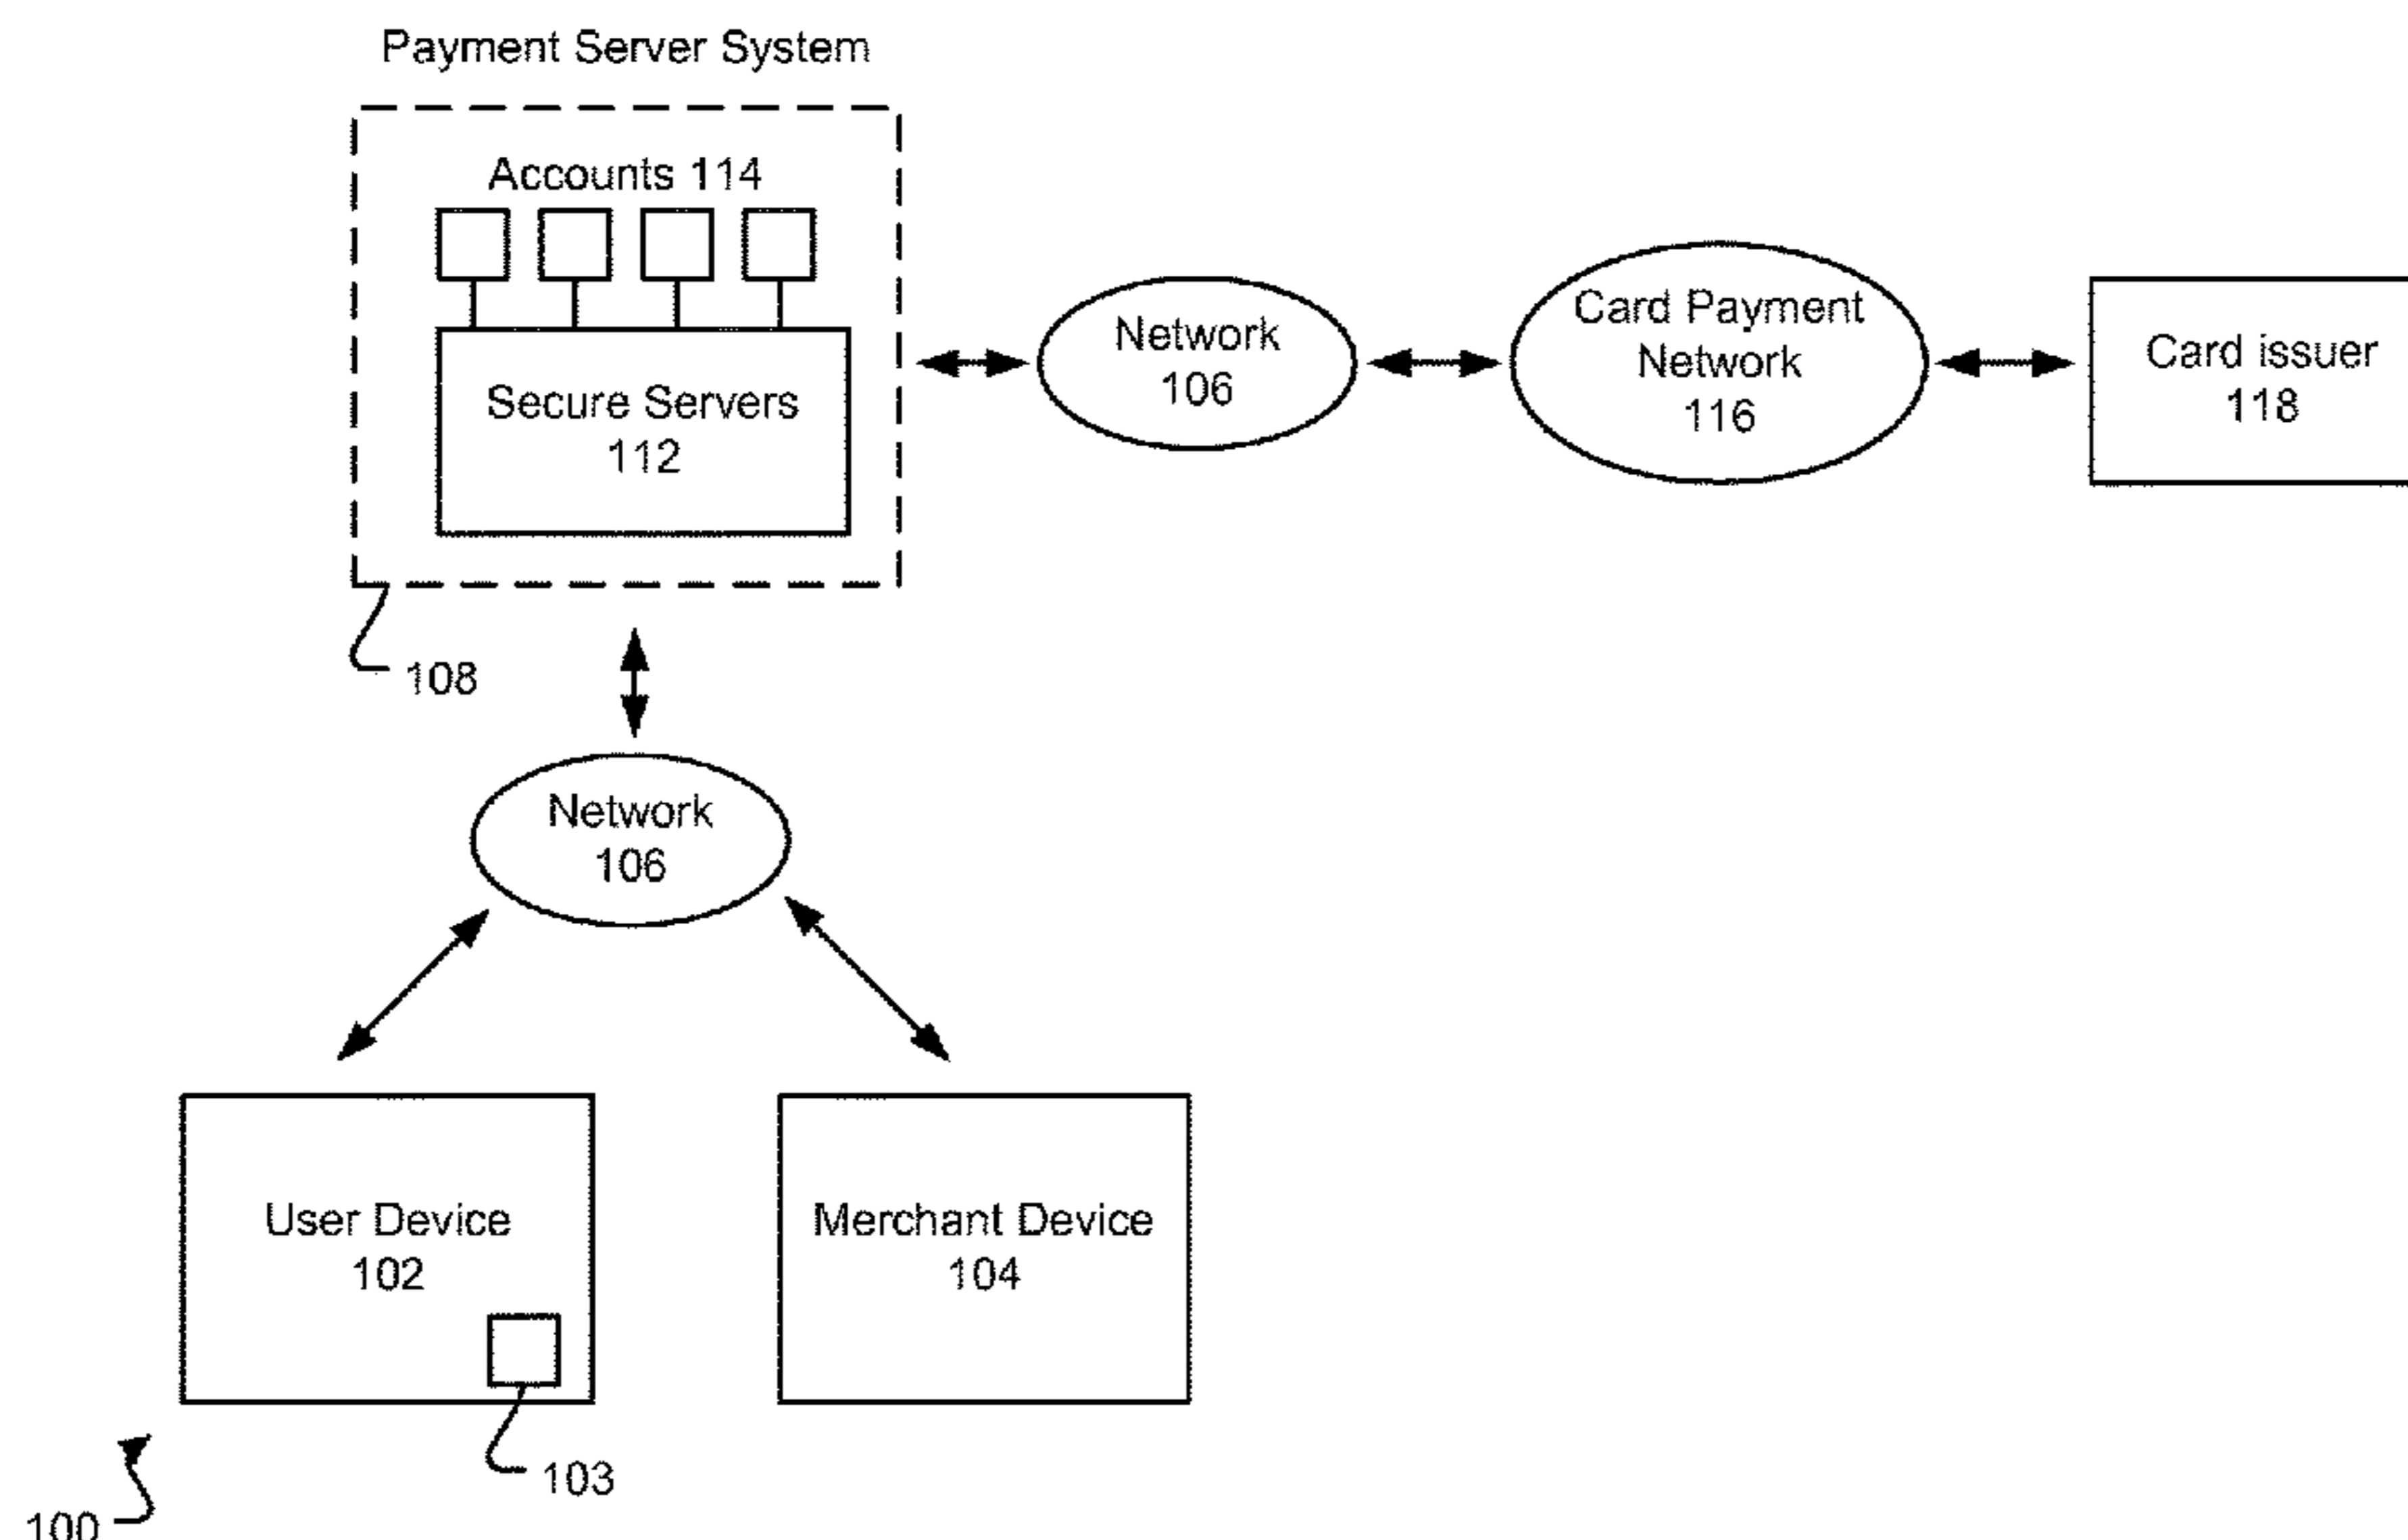 Payment Server System
Accounts 114
Secure Servers
112
Network
106
Card Payment
Network
116
Card issuer
118
108
Network
106
User Device
102
Merchant Device
104
103
100